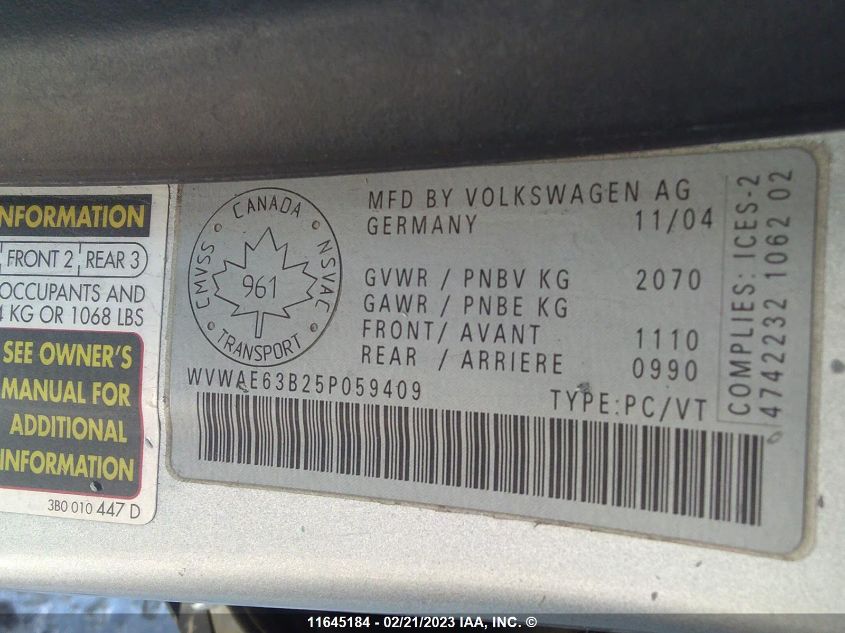 NFORMATION
FRONT 2 REAR 3
OCCUPANTS AND
KG OR 1068 LBS
SEE OWNER'S
MANUAL FOR
ADDITIONAL
INFORMATION
3B0 010 447 D
CANADA
CMVSS NSVAC
961
TRANSPORT
MFD BY VOLKSWAGEN AG
GERMANY 11/04
GVWR / PNBV KG 2070
GAWR / PNBE KG
FRONT/ AVANT 1110
REAR / ARRIERE 0990
WVWAE63B25P059409
TYPE:PC/VT
COMPLIES: ICES-2
4742232 1062 02
11645184 - 02/21/2023 IAA, INC. ©